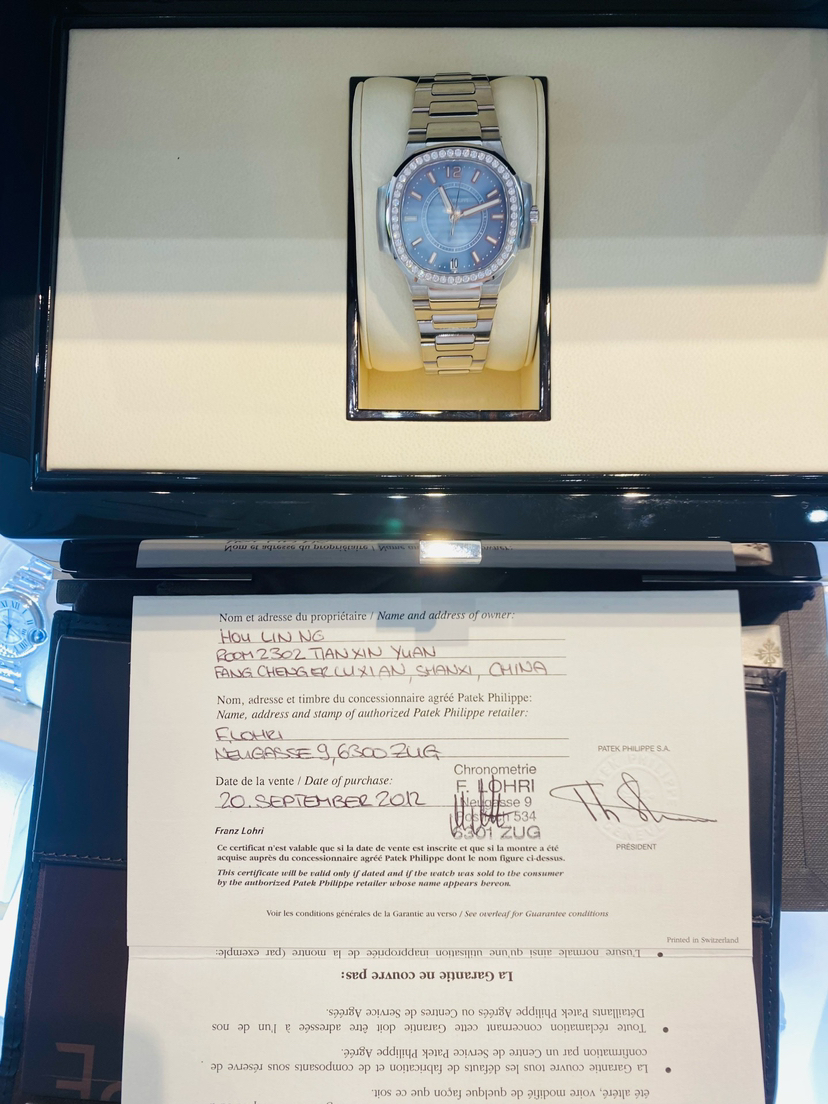 12
Nom et adresse du propriétaire / Name and address of owner:
HOU LIN NG
ROOM 2302 TIAN XIN YUAN
FANG CHENG ER LU XIAN, SHANXI, CHINA
Nom, adresse et timbre du concessionnaire agréé Patek Philippe:
Name, address and stamp of authorized Patek Philippe retailer:
F. LOHRI
NEUGASSE 9, 6300 ZUG
PATEK PHILIPPE S.A.
Date de la vente / Date of purchase:
20. SEPTEMBER 2012
Chronometrie
F. LOHRI
Neugasse 9
Postfach 534
6301 ZUG
PRÉSIDENT
Franz Lohri
Ce certificat n'est valable que si la date de vente est inscrite et que si la montre a été
acquise auprès du concessionnaire agréé Patek Philippe dont le nom figure ci-dessus.
This certificate will be valid only if dated and if the watch was sold to the consumer
by the authorized Patek Philippe retailer whose name appears hereon.
Voir les conditions générales de la Garantie au verso / See overleaf for Guarantee conditions
Printed in Switzerland
• L'usure normale ainsi qu'une utilisation inappropriée de la montre (par exemple:
La Garantie ne couvre pas:
Détaillants Patek Philippe Agréés ou Centres de Service Agréés.
• Toute réclamation concernant cette Garantie doit être adressée à l'un de nos
confirmation par un Centre de Service Patek Philippe Agréé.
• La Garantie couvre tous les défauts de fabrication et de composants sous réserve de
été altéré, voire modifié de quelque façon que ce soit.